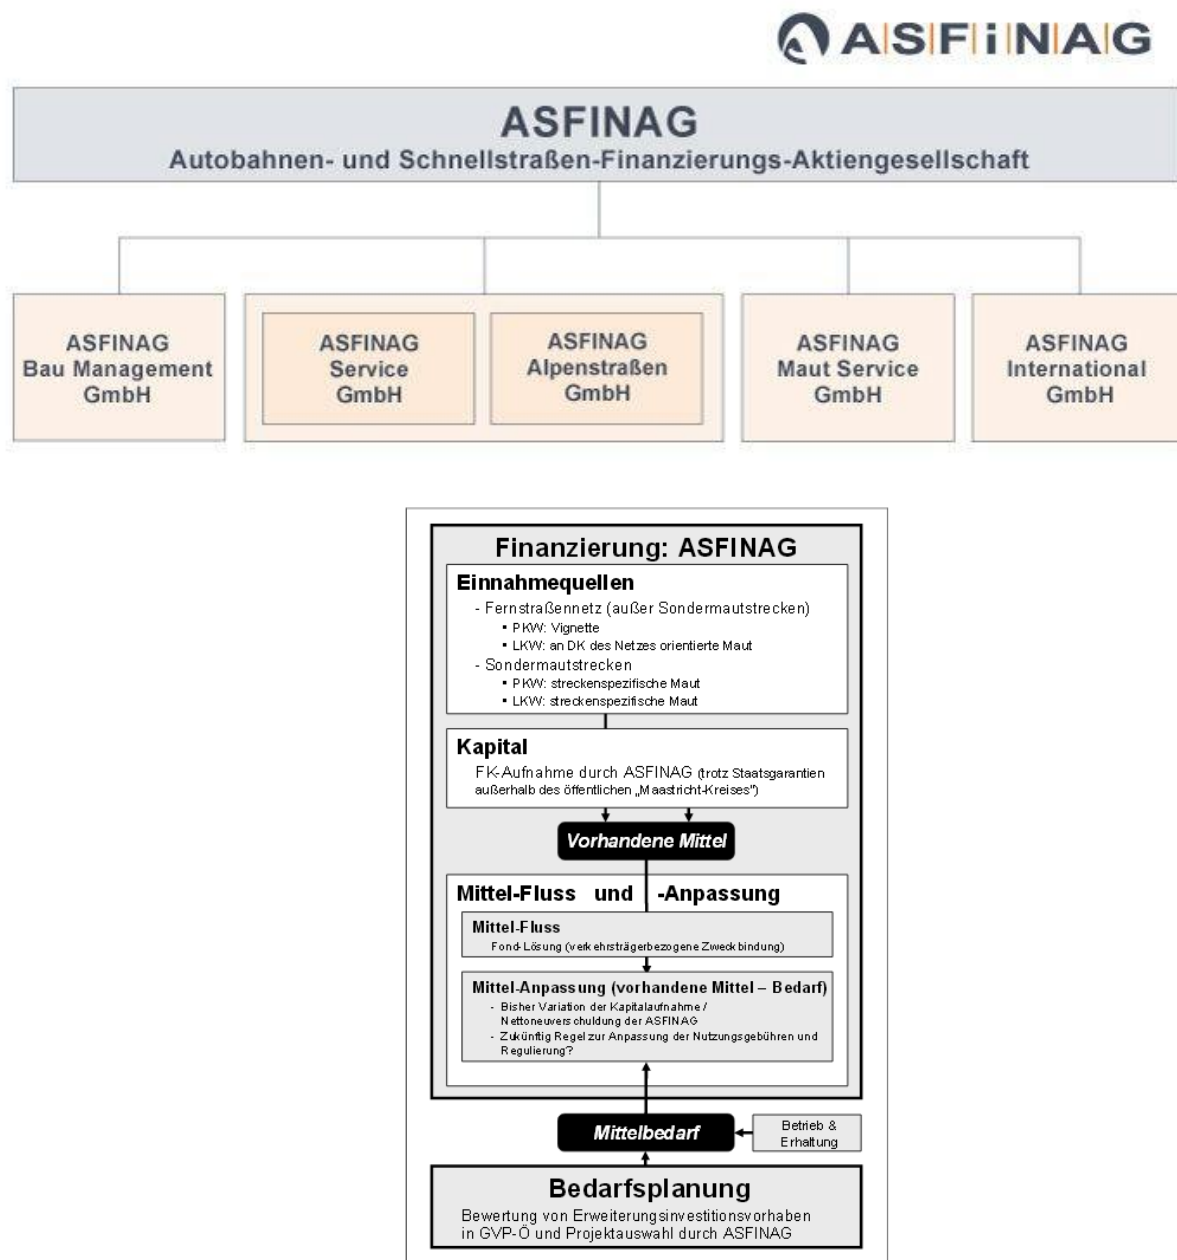 A|S|F|i|N|A|G
ASFINAG
Autobahnen- und Schnellstraßen-Finanzierungs-Aktiengesellschaft
ASFINAG
Bau Management
GmbH
ASFINAG
Service
GmbH
ASFINAG
Alpenstraßen
GmbH
ASFINAG
Maut Service
GmbH
ASFINAG
International
GmbH
Finanzierung: ASFINAG
Einnahmequellen
- Fernstraßennetz (außer Sondermautstrecken)
▪ PKW: Vignette
▪ LKW: an DK des Netzes orientierte Maut
- Sondermautstrecken
▪ PKW: streckenspezifische Maut
▪ LKW: streckenspezifische Maut
Kapital
FK-Aufnahme durch ASFINAG (trotz Staatsgarantien
außerhalb des öffentlichen „Maastricht-Kreises")
Vorhandene Mittel
Mittel-Fluss und -Anpassung
Mittel-Fluss
Fond-Lösung (verkehrsträgerbezogene Zweckbindung)
Mittel-Anpassung (vorhandene Mittel – Bedarf)
- Bisher Variation der Kapitalaufnahme /
Nettoneuverschuldung der ASFINAG
- Zukünftig Regel zur Anpassung der Nutzungsgebühren und
Regulierung?
Mittelbedarf
Betrieb &
Erhaltung
Bedarfsplanung
Bewertung von Erweiterungsinvestitionsvorhaben
in GVP-Ö und Projektauswahl durch ASFINAG